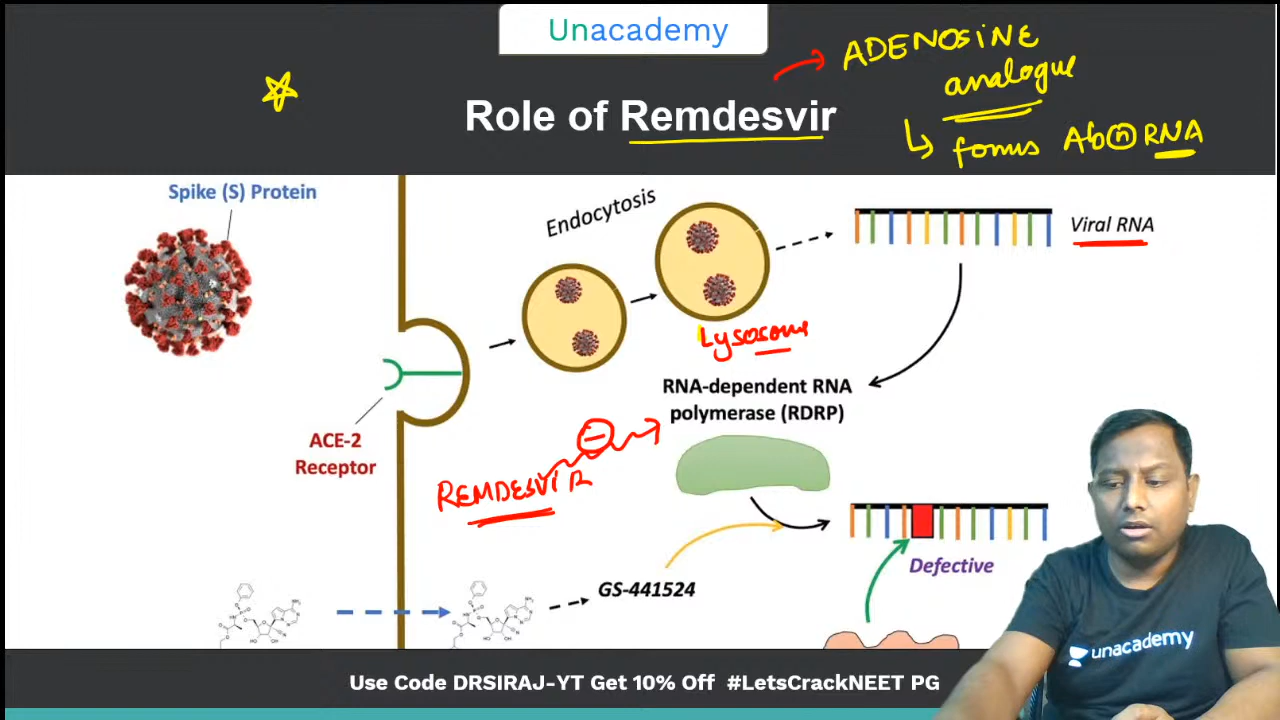 Unacademy
ADENOSINE
analogue
Role of Remdesvir
forms Ab(n) RNA
Spike (S) Protein
Endocytosis
Viral RNA
Lysosome
RNA-dependent RNA
polymerase (RDRP)
ACE-2
Receptor
REMDESVIR
Defective
GS-441524
unacademy
Use Code DRSIRAJ-YT Get 10% Off #LetsCrackNEET PG